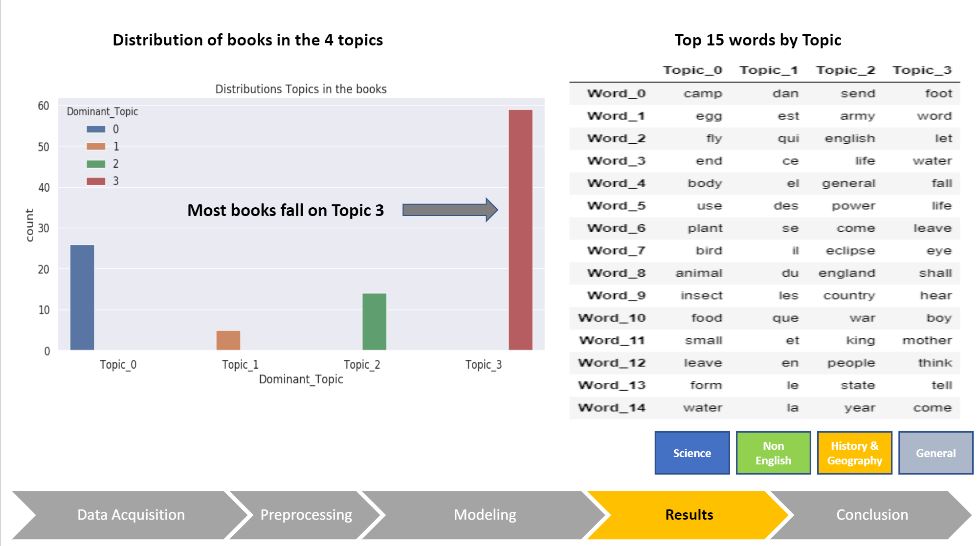 Distribution of books in the 4 topics
Distributions Topics in the books
Dominant_Topic
0
1
2
3
60
50
40
30
20
10
0
count
Most books fall on Topic 3
Topic_0 Topic_1 Topic_2 Topic_3
Dominant_Topic
Top 15 words by Topic
Topic_0 Topic_1 Topic_2 Topic_3
Word_0 camp dan send foot
Word_1 egg est army word
Word_2 fly qui english let
Word_3 end ce life water
Word_4 body el general fall
Word_5 use des power life
Word_6 plant se come leave
Word_7 bird il eclipse eye
Word_8 animal du england shall
Word_9 insect les country hear
Word_10 food que war boy
Word_11 small et king mother
Word_12 leave en people think
Word_13 form le state tell
Word_14 water la year come
Science
Non
English
History &
Geography
General
Data Acquisition Preprocessing Modeling Results Conclusion